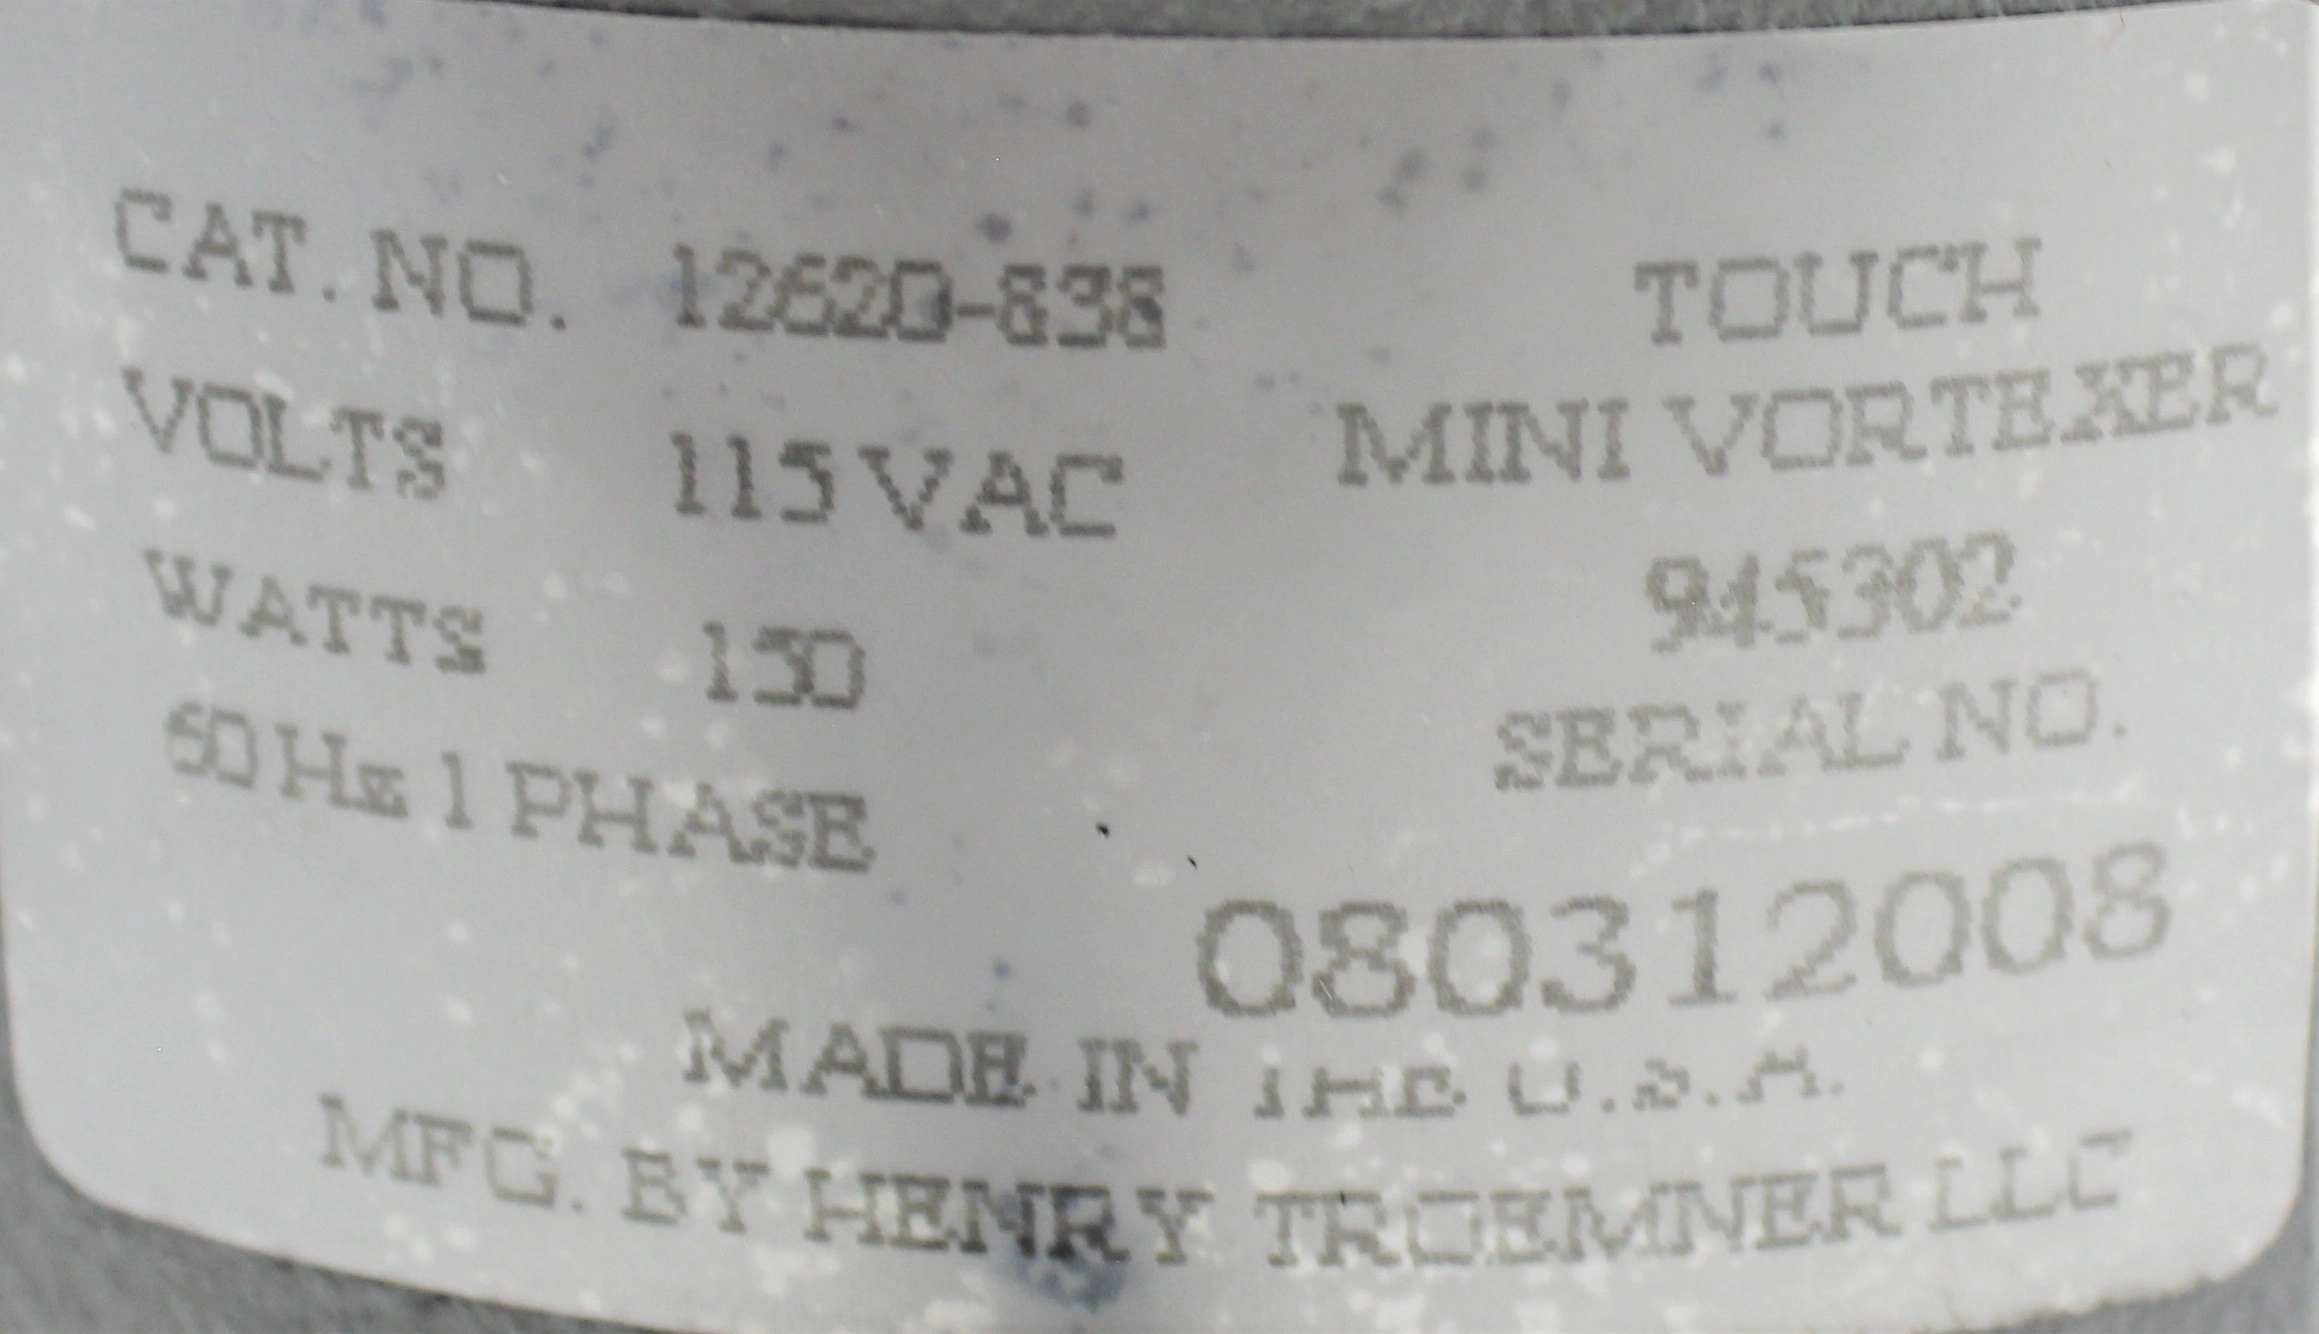 CAT. NO. 12620-838
VOLTS 115 VAC
WATTS 150
60 Hz 1 PHASE
TOUCH
MINI VORTEXER
945302
SERIAL NO.
080312008
MADE IN THE U.S.A.
MFG. BY HENRY TROEMNER LLC